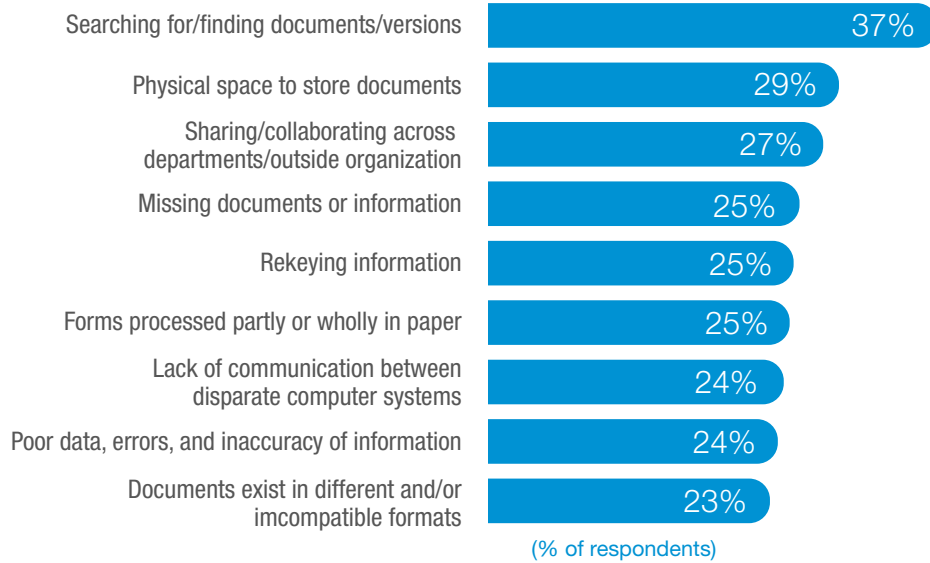 Searching for/finding documents/versions 37%
Physical space to store documents 29%
Sharing/collaborating across
departments/outside organization 27%
Missing documents or information 25%
Rekeying information 25%
Forms processed partly or wholly in paper 25%
Lack of communication between
disparate computer systems 24%
Poor data, errors, and inaccuracy of information 24%
Documents exist in different and/or
imcompatible formats 23%
(% of respondents)